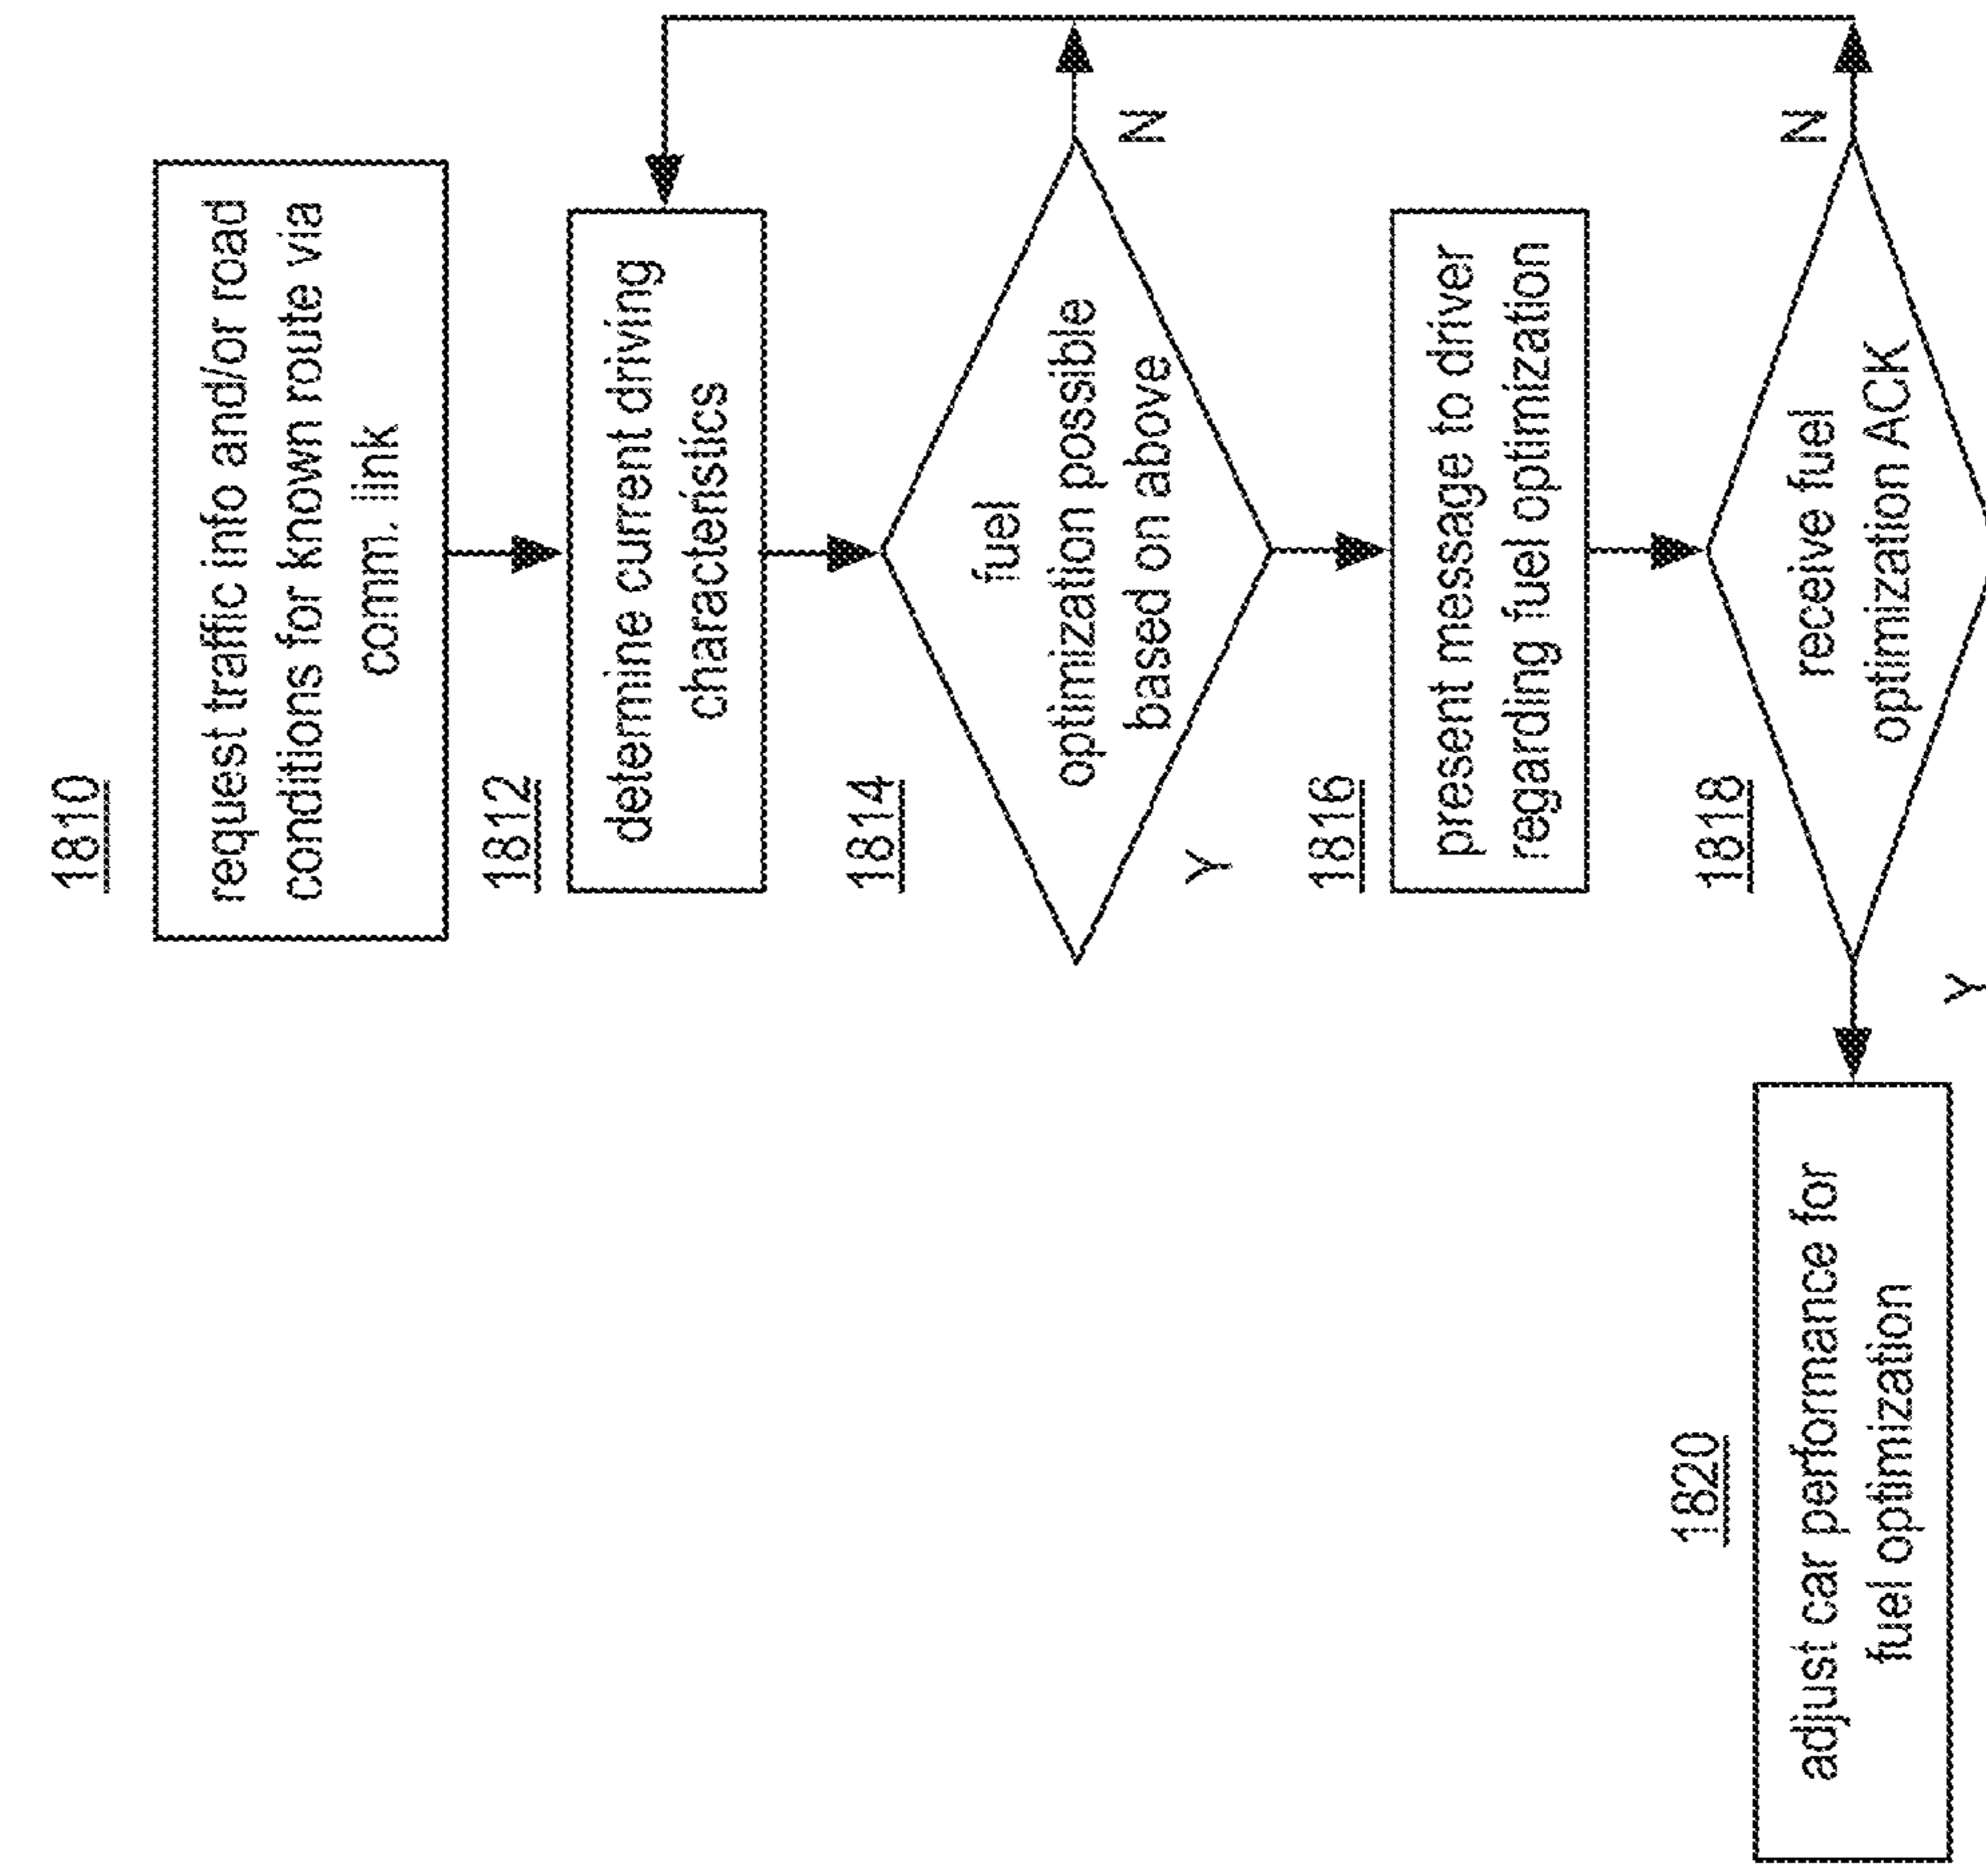 1810
request traffic info and/or road
conditions for known route via
comm. link
1812
determine current driving
characteristics
1814
fuel
optimization possible
based on above
N
Y
1816
present message to driver
regarding fuel optimization
1818
receive fuel
optimization ACK
N
Y
1820
adjust car performance for
fuel optimization